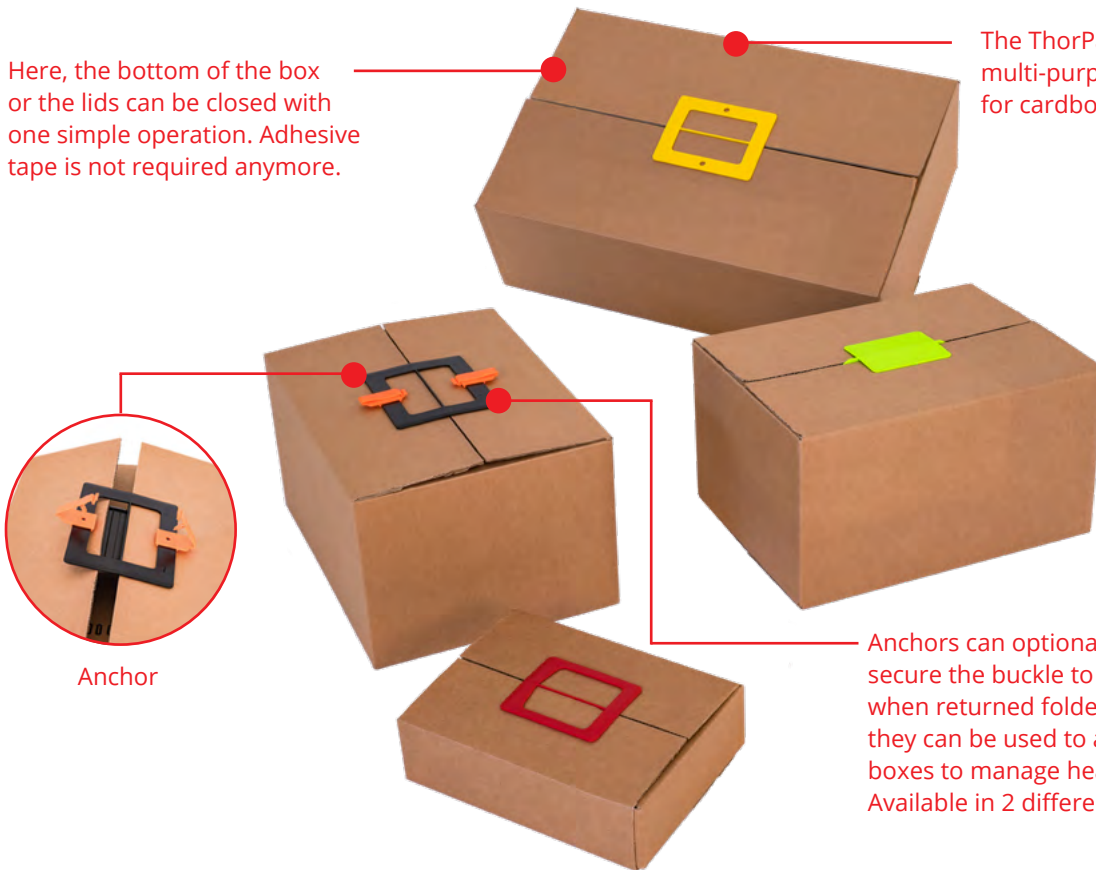 Here, the bottom of the box
or the lids can be closed with
one simple operation. Adhesive
tape is not required anymore.
The ThorP
multi-purp
for cardbo
Anchor
Anchors can optiona
secure the buckle to
when returned folde
they can be used to a
boxes to manage hea
Available in 2 differe